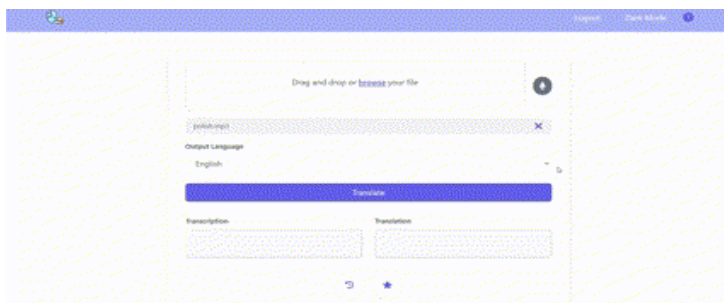 Logout Dark Mode
Drag and drop or browse your file
polish.mp3
Output Language
English
Translate
Transcription Translation